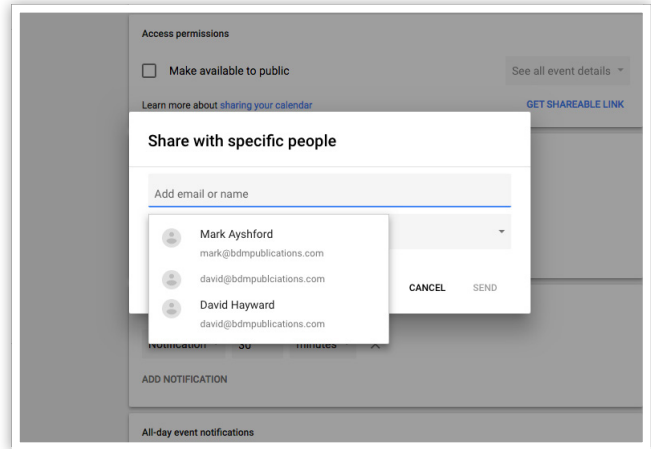 Access permissions
Make available to public
See all event details
Learn more about sharing your calendar
GET SHAREABLE LINK
Share with specific people
Add email or name
Mark Ayshford
mark@bdmpublications.com
david@bdmpublciations.com
David Hayward
david@bdmpublications.com
CANCEL
SEND
Notification
30
minutes
ADD NOTIFICATION
All-day event notifications